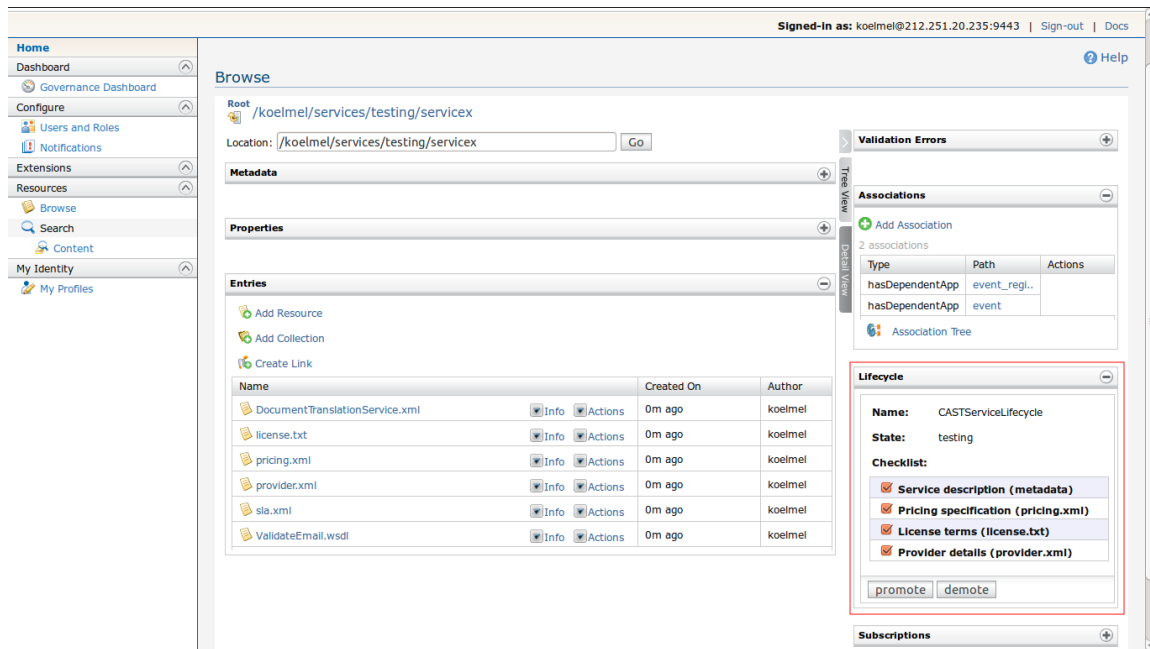 Signed-in as: koelmel@212.251.20.235:9443 | Sign-out | Docs
Home
Dashboard
Governance Dashboard
Configure
Users and Roles
Notifications
Extensions
Resources
Browse
Search
Content
My Identity
My Profiles
Help
Browse
Root
/koelmel/services/testing/servicex
Location: /koelmel/services/testing/servicex Go
Metadata
Properties
Entries
Add Resource
Add Collection
Create Link
Name Created On Author
DocumentTranslationService.xml Info Actions 0m ago koelmel
license.txt Info Actions 0m ago koelmel
pricing.xml Info Actions 0m ago koelmel
provider.xml Info Actions 0m ago koelmel
sla.xml Info Actions 0m ago koelmel
ValidateEmail.wsdl Info Actions 0m ago koelmel
Tree View
Detail View
Validation Errors
Associations
Add Association
2 associations
Type Path Actions
hasDependentApp event_regi..
hasDependentApp event
Association Tree
Lifecycle
Name: CASTServiceLifecycle
State: testing
Checklist:
Service description (metadata)
Pricing specification (pricing.xml)
License terms (license.txt)
Provider details (provider.xml)
promote demote
Subscriptions